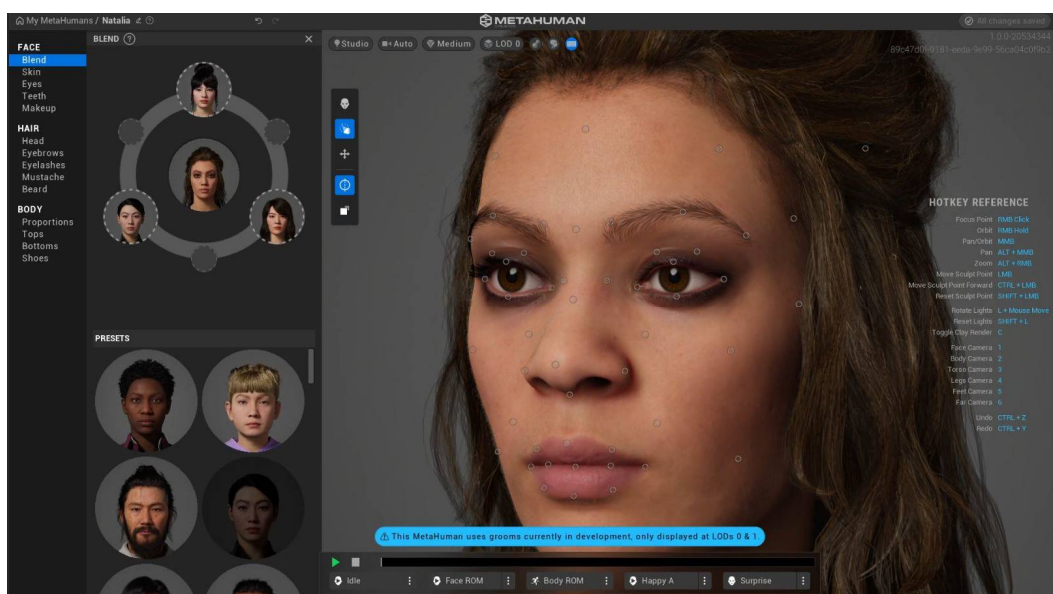 My MetaHumans / Natalia
METAHUMAN
All changes saved
FACE
Blend
Skin
Eyes
Teeth
Makeup
HAIR
Head
Eyebrows
Eyelashes
Mustache
Beard
BODY
Proportions
Tops
Bottoms
Shoes
BLEND
PRESETS
Studio
Auto
Medium
LOD 0
1.0.0-20534344
HOTKEY REFERENCE
Focus Point RMB Click
Orbit RMB Hold
Pan/Orbit MMB
Pan ALT + MMB
Zoom ALT + RMB
Move Sculpt Point LMB
Move Sculpt Point Forward CTRL + LMB
Reset Sculpt Point SHIFT + LMB
Rotate Lights L + Mouse Move
Reset Lights SHIFT + L
Toggle Clay Render C
Face Camera 1
Body Camera 2
Torso Camera 3
Legs Camera 4
Feet Camera 5
Far Camera 6
Undo CTRL + Z
Redo CTRL + Y
This MetaHuman uses grooms currently in development, only displayed at LODs 0 & 1.
Idle
Face ROM
Body ROM
Happy A
Surprise